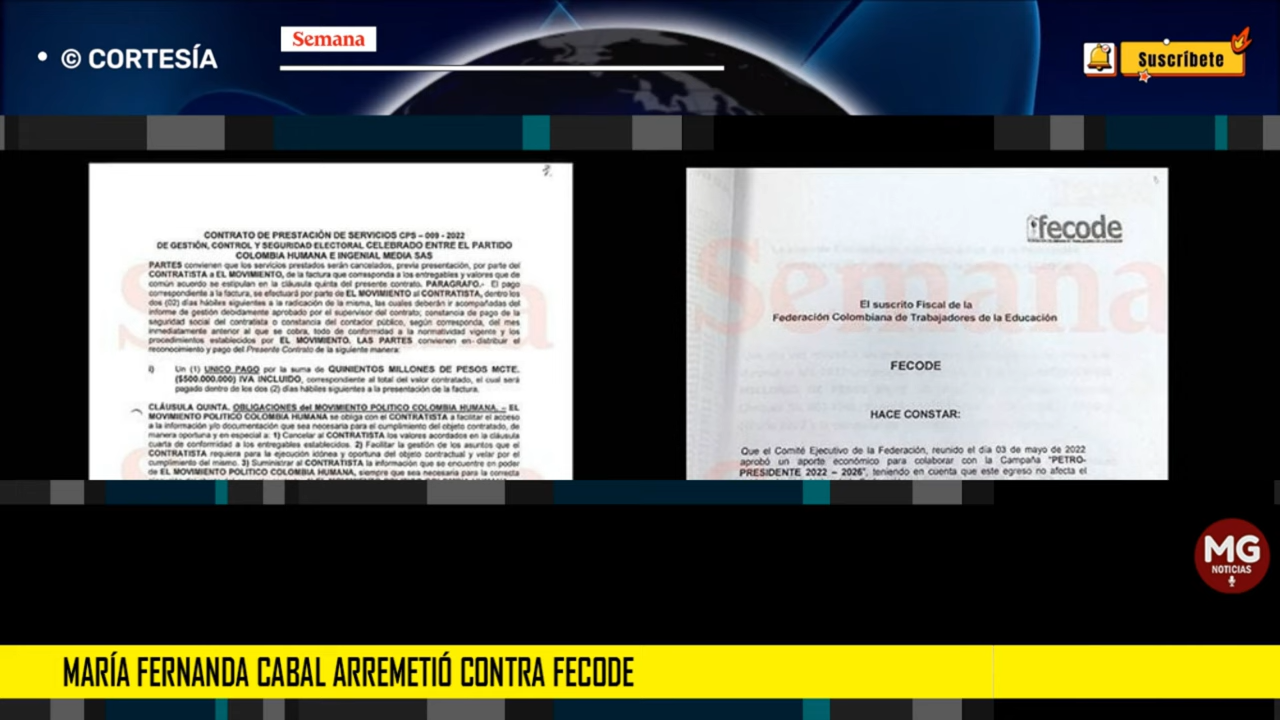 • © CORTESÍA
Semana
Suscríbete
CONTRATO DE PRESTACIÓN DE SERVICIOS CPS – 009 - 2022
DE GESTIÓN, CONTROL Y SEGURIDAD ELECTORAL CELEBRADO ENTRE EL PARTIDO
COLOMBIA HUMANA E INGENIAL MEDIA SAS
PARTES convienen que los servicios prestados serán cancelados, previa presentación, por parte del
CONTRATISTA a EL MOVIMIENTO, de la factura que corresponda a los entregables y valores que de
común acuerdo se estipulan en la cláusula quinta del presente contrato. PARAGRAFO.- El pago
correspondiente a la factura, se efectuará por parte de EL MOVIMIENTO al CONTRATISTA, dentro los
dos (02) días hábiles siguientes a la radicación de la misma, las cuales deberán ir acompañadas del
informe de gestión debidamente aprobado por el supervisor del contrato; constancia de pago de la
seguridad social del contratista o constancia del contador público, según corresponda, del mes
inmediatamente anterior al que se cobra, todo de conformidad a la normatividad vigente y los
procedimientos establecidos por EL MOVIMIENTO. LAS PARTES convienen en distribuir el
reconocimiento y pago del Presente Contrato de la siguiente manera:
i) Un (1) UNICO PAGO por la suma de QUINIENTOS MILLONES DE PESOS MCTE.
($500.000.000) IVA INCLUIDO, correspondiente al total del valor contratado, el cual será
pagado dentro de los dos (2) días hábiles siguientes a la presentación de la factura.
CLÁUSULA QUINTA. OBLIGACIONES del MOVIMIENTO POLITICO COLOMBIA HUMANA. – EL
MOVIMIENTO POLITICO COLOMBIA HUMANA se obliga con el CONTRATISTA a facilitar el acceso
a la información y/o documentación que sea necesaria para el cumplimiento del objeto contratado, de
manera oportuna y en especial a: 1) Cancelar al CONTRATISTA los valores acordados en la cláusula
cuarta de conformidad a los entregables establecidos. 2) Facilitar la gestión de los asuntos que el
CONTRATISTA requiera para la ejecución idónea y oportuna del objeto contractual y velar por el
cumplimiento del mismo. 3) Suministrar al CONTRATISTA la información que se encuentre en poder
de EL MOVIMIENTO POLITICO COLOMBIA HUMANA, siempre que sea necesaria para la correcta
fecode
Semana
El suscrito Fiscal de la
Federación Colombiana de Trabajadores de la Educación
FECODE
HACE CONSTAR:
Que el Comité Ejecutivo de la Federación, reunido el día 03 de mayo de 2022
aprobó un aporte económico para colaborar con la Campaña "PETRO-
PRESIDENTE 2022 – 2026", teniendo en cuenta que este egreso no afecta el
MG
NOTICIAS
MARÍA FERNANDA CABAL ARREMETIÓ CONTRA FECODE